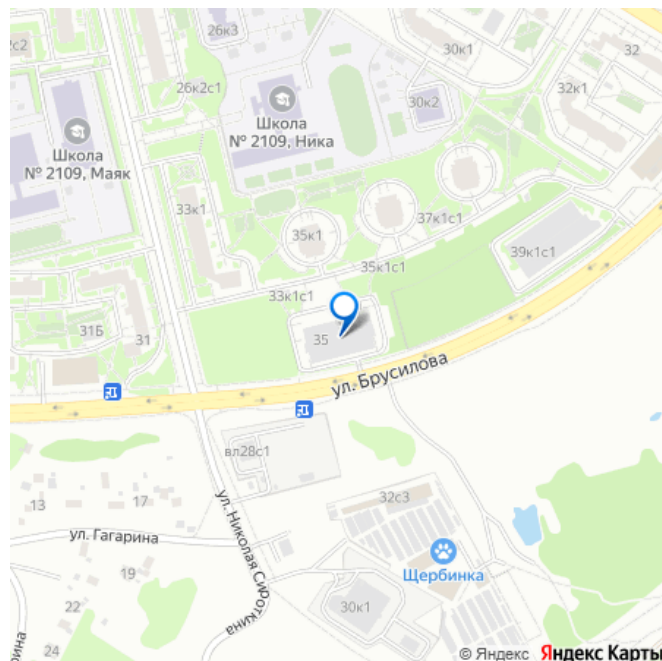 2с2
26к3
30к1
32
26к2с1
Школа
№ 2109, Ника
30к2
32к1
Школа
№ 2109, Маяк
33к1
35к1
37к1с1
39к1с1
35к1с1
33к1с1
31Б
31
35
ул. Брусилова
вл28с1
13
17
32с3
ул. Гагарина
ул. Николая Сироткина
19
Щербинка
22
30к1
24
рина
© Яндекс Яндекс Карты